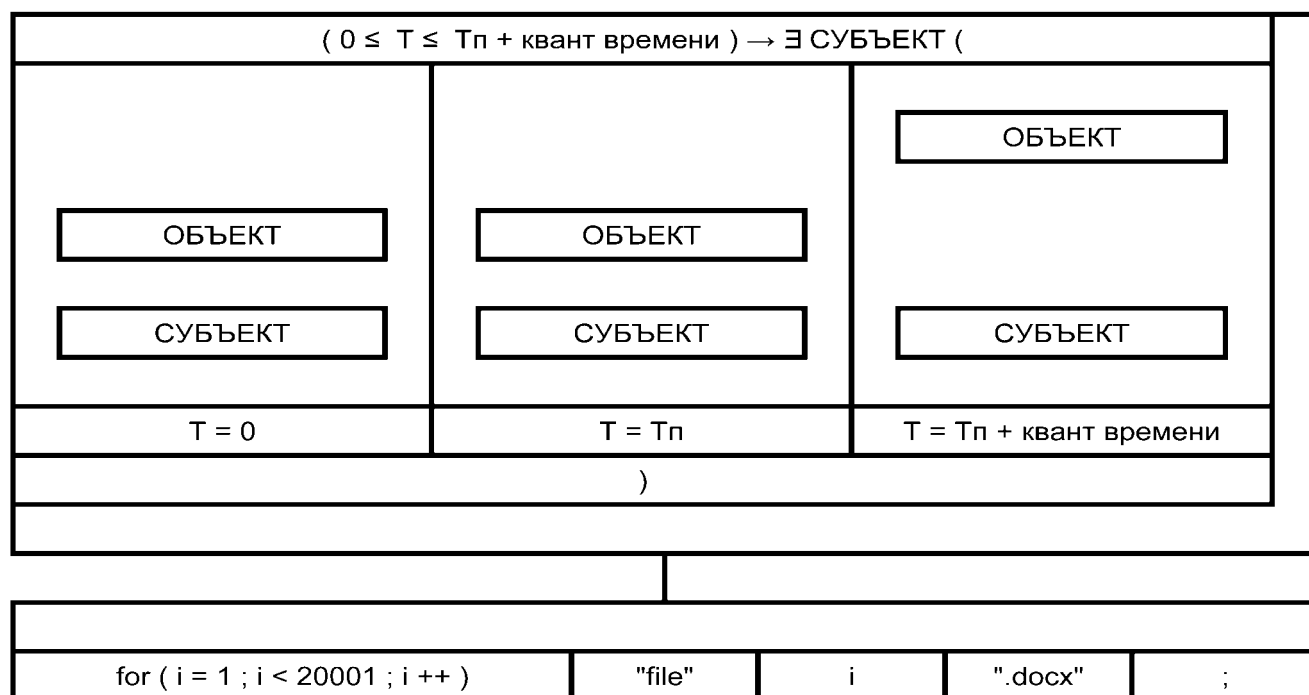 ( 0 ≤ T ≤ Tп + квант времени ) → ∃ СУБЪЕКТ (
ОБЪЕКТ
ОБЪЕКТ ОБЪЕКТ
СУБЪЕКТ СУБЪЕКТ СУБЪЕКТ
T = 0 T = Tп T = Tп + квант времени
)
for ( i = 1 ; i < 20001 ; i ++ ) "file" i ".docx" ;